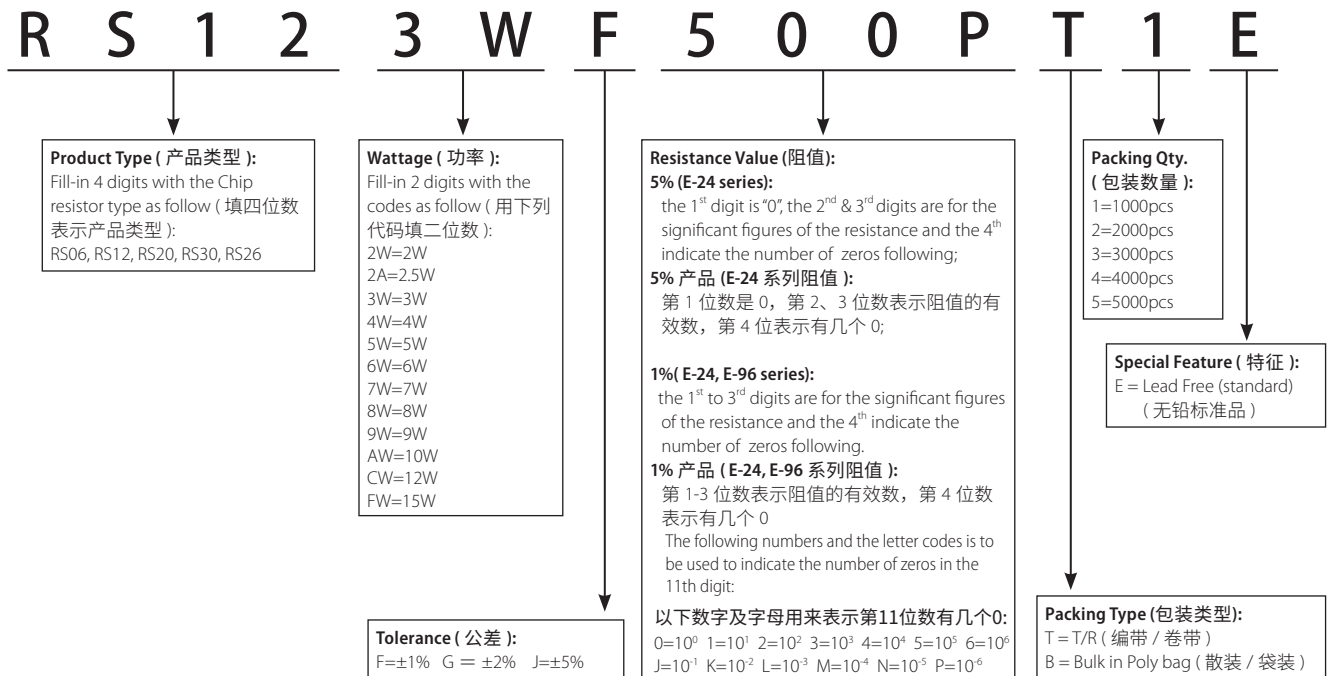 R S 1 2 3 W F 5 0 0 P T 1 E
Product Type ( 产品类型 ):
Fill-in 4 digits with the Chip
resistor type as follow ( 填四位数
表示产品类型 ):
RS06, RS12, RS20, RS30, RS26
Wattage ( 功率 ):
Fill-in 2 digits with the
codes as follow ( 用下列
代码填二位数 ):
2W=2W
2A=2.5W
3W=3W
4W=4W
5W=5W
6W=6W
7W=7W
8W=8W
9W=9W
AW=10W
CW=12W
FW=15W
Tolerance ( 公差 ):
F=±1% G = ±2% J=±5%
Resistance Value (阻值):
5% (E-24 series):
the 1st digit is "0", the 2nd & 3rd digits are for the
significant figures of the resistance and the 4th
indicate the number of zeros following;
5% 产品 (E-24 系列阻值 ):
第 1 位数是 0，第 2、3 位数表示阻值的有
效数，第 4 位表示有几个 0;
1%( E-24, E-96 series):
the 1st to 3rd digits are for the significant figures
of the resistance and the 4th indicate the
number of zeros following.
1% 产品 ( E-24, E-96 系列阻值 ):
第 1-3 位数表示阻值的有效数，第 4 位数
表示有几个 0
The following numbers and the letter codes is to
be used to indicate the number of zeros in the
11th digit:
以下数字及字母用来表示第11位数有几个0:
0=10⁰ 1=10¹ 2=10² 3=10³ 4=10⁴ 5=10⁵ 6=10⁶
J=10⁻¹ K=10⁻² L=10⁻³ M=10⁻⁴ N=10⁻⁵ P=10⁻⁶
Packing Qty.
( 包装数量 ):
1=1000pcs
2=2000pcs
3=3000pcs
4=4000pcs
5=5000pcs
Special Feature ( 特征 ):
E = Lead Free (standard)
( 无铅标准品 )
Packing Type (包装类型):
T = T/R ( 编带 / 卷带 )
B = Bulk in Poly bag ( 散装 / 袋装 )